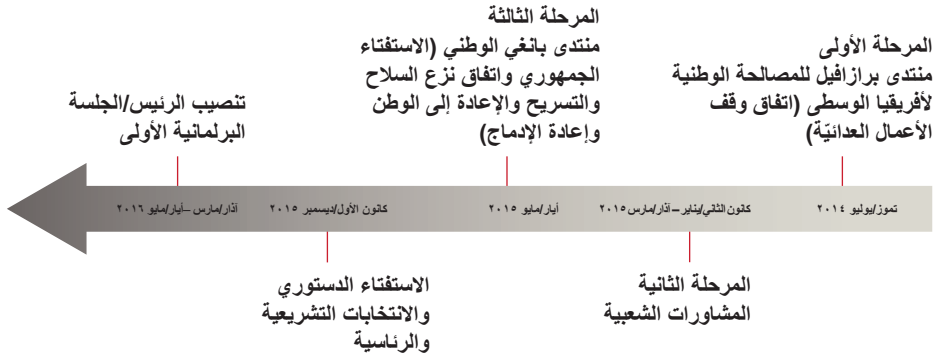 المرحلة الأولى
منتدى برازافيل للمصالحة الوطنية
لأفريقيا الوسطى (اتفاق وقف
الأعمال العدائيّة)
المرحلة الثالثة
منتدى بانغي الوطني (الاستفتاء
الجمهوري واتفاق نزع السلاح
والتسريح والإعادة إلى الوطن
وإعادة الإدماج)
تنصيب الرئيس/الجلسة
البرلمانية الأولى
تموز/يوليو ٢٠١٤
كانون الثاني/يناير – آذار/مارس ٢٠١٥
أيار/مايو ٢٠١٥
كانون الأول/ديسمبر ٢٠١٥
آذار/مارس –أيار/مايو ٢٠١٦
المرحلة الثانية
المشاورات الشعبية
الاستفتاء الدستوري
والانتخابات التشريعية
والرئاسية